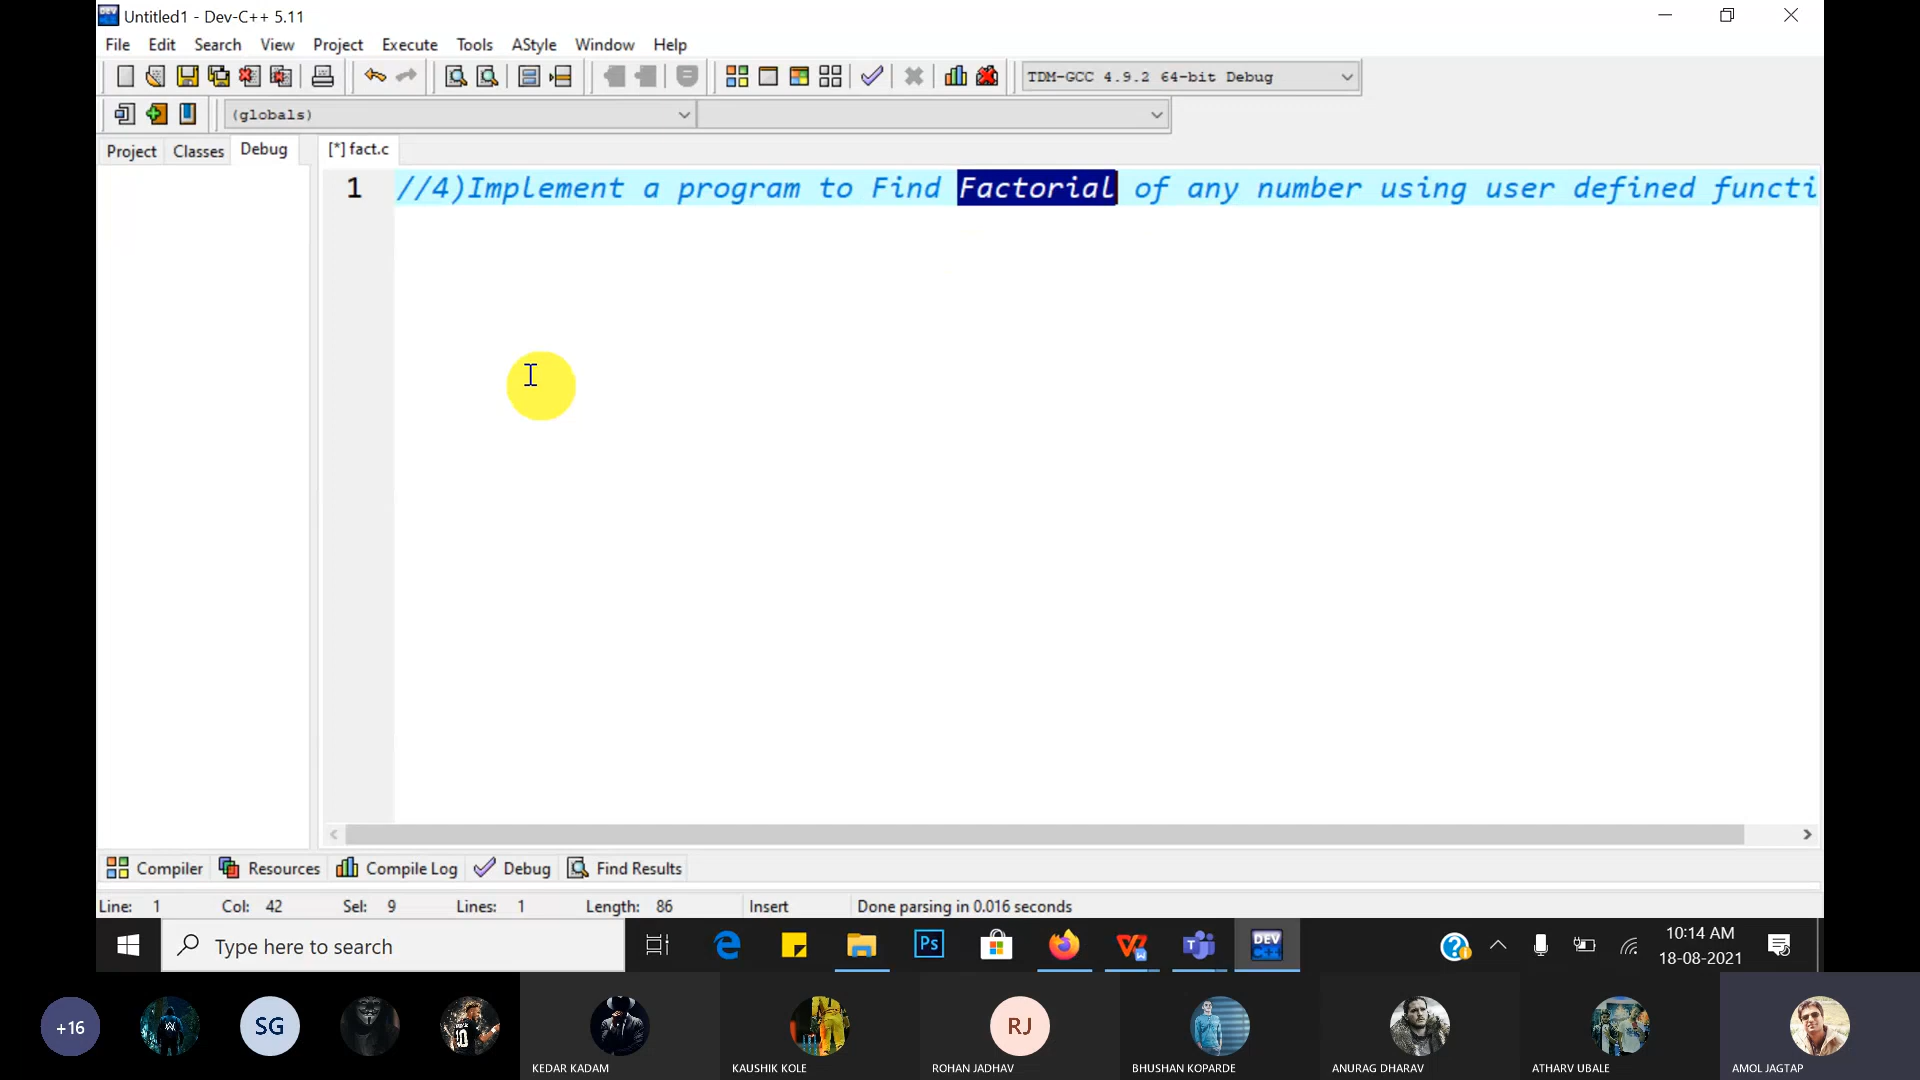 Untitled1 - Dev-C++ 5.11
File Edit Search View Project Execute Tools AStyle Window Help
TDM-GCC 4.9.2 64-bit Debug
(globals)
Project Classes Debug [*] fact.c
1 //4)Implement a program to Find Factorial of any number using user defined functi
Compiler Resources Compile Log Debug Find Results
Line: 1 Col: 42 Sel: 9 Lines: 1 Length: 86 Insert Done parsing in 0.016 seconds
Type here to search
Ps
DEV C++
10:14 AM
18-08-2021
+16
SG
10
RJ
KEDAR KADAM
KAUSHIK KOLE
ROHAN JADHAV
BHUSHAN KOPARDE
ANURAG DHARAV
ATHARV UBALE
AMOL JAGTAP